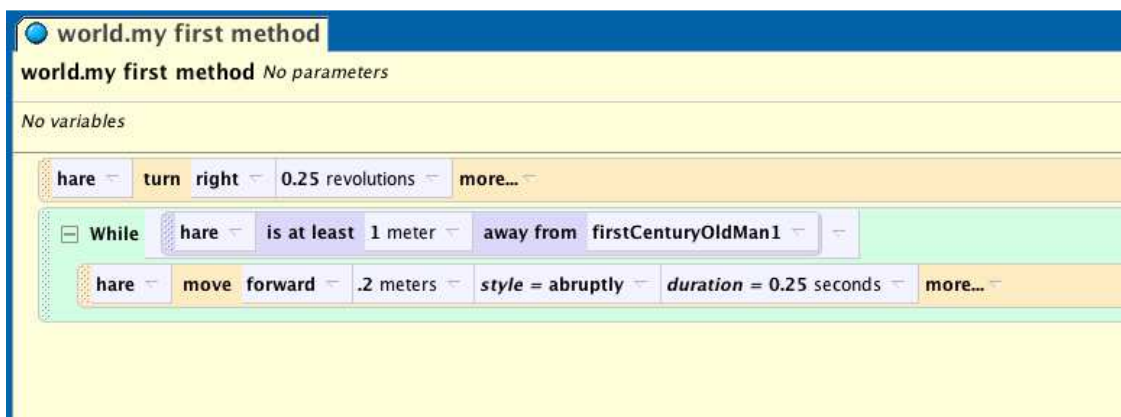 world.my first method
world.my first method No parameters
No variables
hare turn right 0.25 revolutions more...
While hare is at least 1 meter away from firstCenturyOldMan1
hare move forward .2 meters style = abruptly duration = 0.25 seconds more...